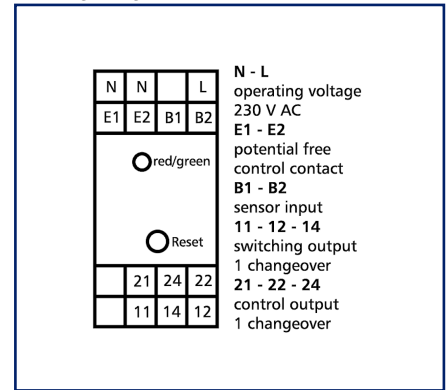 N N L
E1 E2 B1 B2
red/green
Reset
21 24 22
11 14 12
N - L
operating voltage
230 V AC
E1 - E2
potential free
control contact
B1 - B2
sensor input
11 - 12 - 14
switching output
1 changeover
21 - 22 - 24
control output
1 changeover